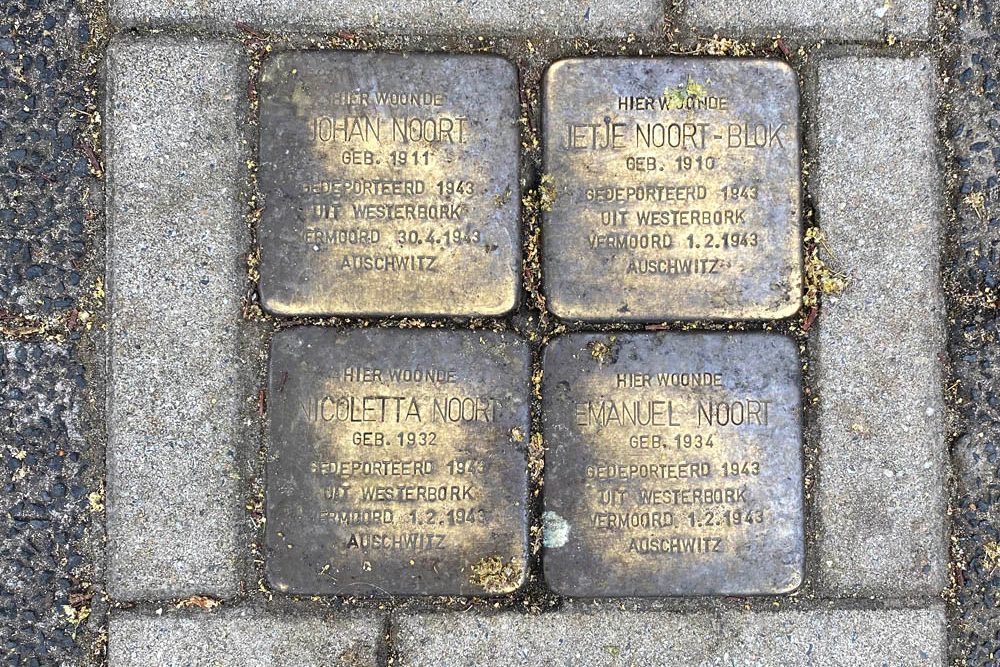 HIER WOONDE
JOHAN NOORT
GEB. 1911
GEDEPORTEERD 1943
UIT WESTERBORK
VERMOORD 30.4.1943
AUSCHWITZ
HIER WOONDE
JETJE NOORT-BLOK
GEB. 1910
GEDEPORTEERD 1943
UIT WESTERBORK
VERMOORD 1.2.1943
AUSCHWITZ
HIER WOONDE
NICOLETTA NOORT
GEB. 1932
GEDEPORTEERD 1943
UIT WESTERBORK
VERMOORD 1.2.1943
AUSCHWITZ
HIER WOONDE
EMANUEL NOORT
GEB. 1934
GEDEPORTEERD 1943
UIT WESTERBORK
VERMOORD 1.2.1943
AUSCHWITZ